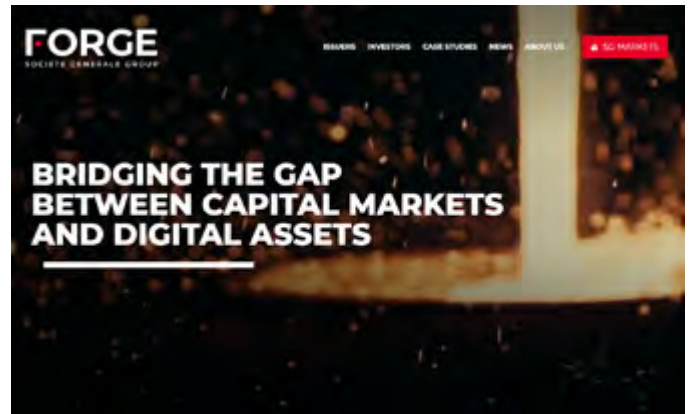 FORGE
SOCIETE GENERALE GROUP
ISSUERS INVESTORS CASE STUDIES NEWS ABOUT US SG MARKETS
BRIDGING THE GAP
BETWEEN CAPITAL MARKETS
AND DIGITAL ASSETS